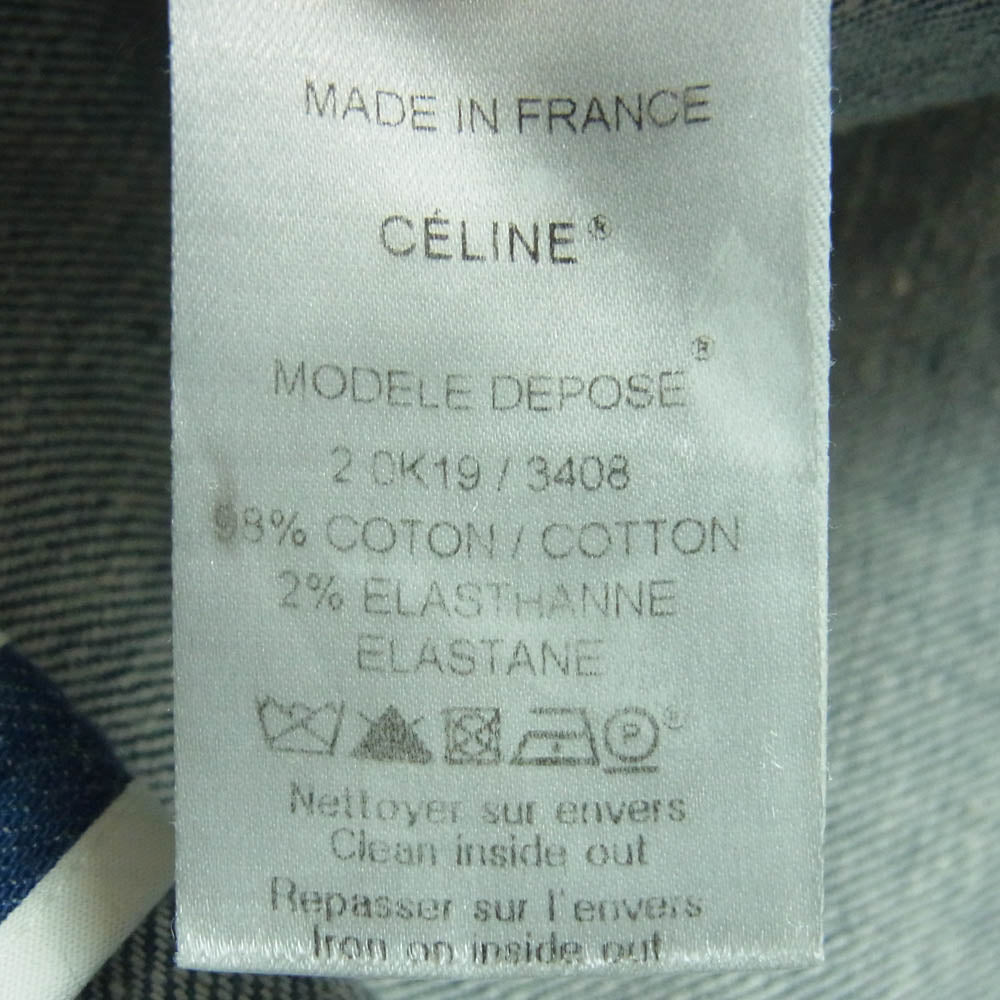 MADE IN FRANCE
CÉLINE®
MODELE DEPOSE®
2 0K19 / 3408
98% COTON / COTTON
2% ELASTHANNE
ELASTANE
P®
Nettoyer sur envers
Clean inside out
Repasser sur l'envers
Iron on inside out